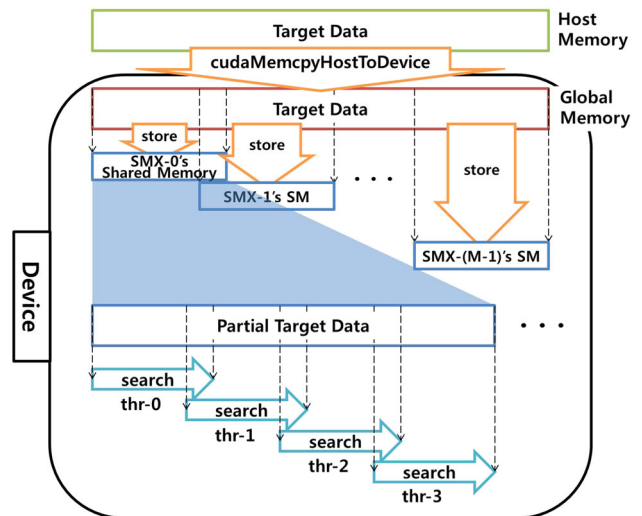 Target Data
Host
Memory
cudaMemcpyHostToDevice
Target Data
Global
Memory
store
store
store
SMX-0's
Shared Memory
SMX-1's SM
. . .
SMX-(M-1)'s SM
Device
Partial Target Data
. . .
search
thr-0
search
thr-1
search
thr-2
search
thr-3